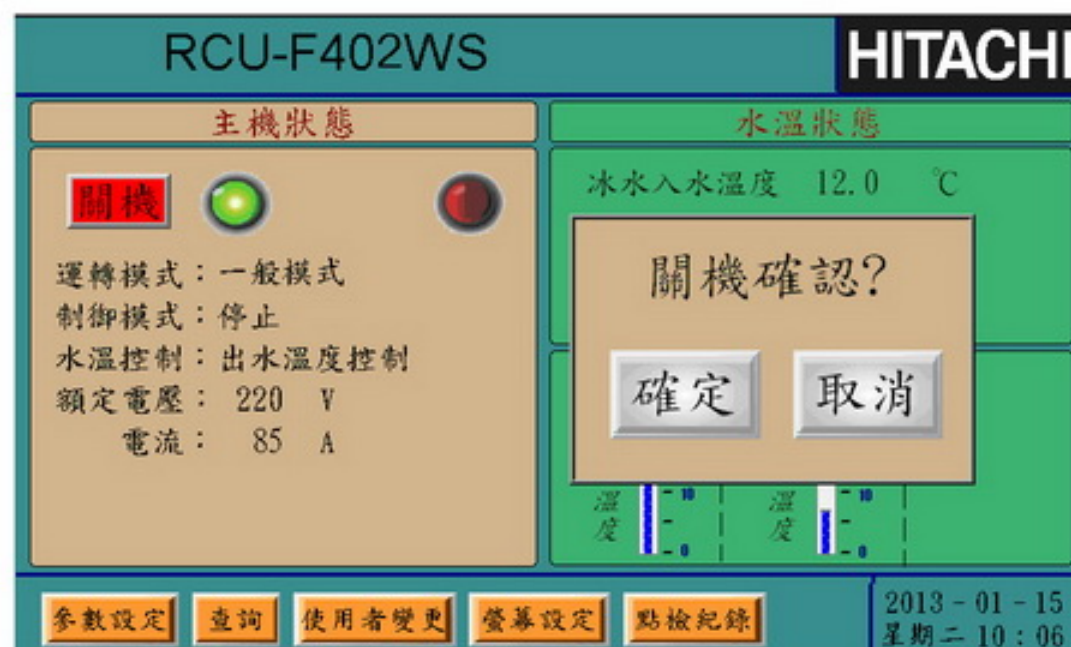 RCU-F402WS
HITACHI
主機狀態
水溫狀態
關機
運轉模式：一般模式
制御模式：停止
水溫控制：出水溫度控制
額定電壓： 220 V
電流： 85 A
冰水入水溫度 12.0 ℃
關機確認?
確定
取消
溫度
10
0
溫度
10
0
參數設定
查詢
使用者變更
螢幕設定
點檢紀錄
2013 - 01 - 15
星期二 10 : 06